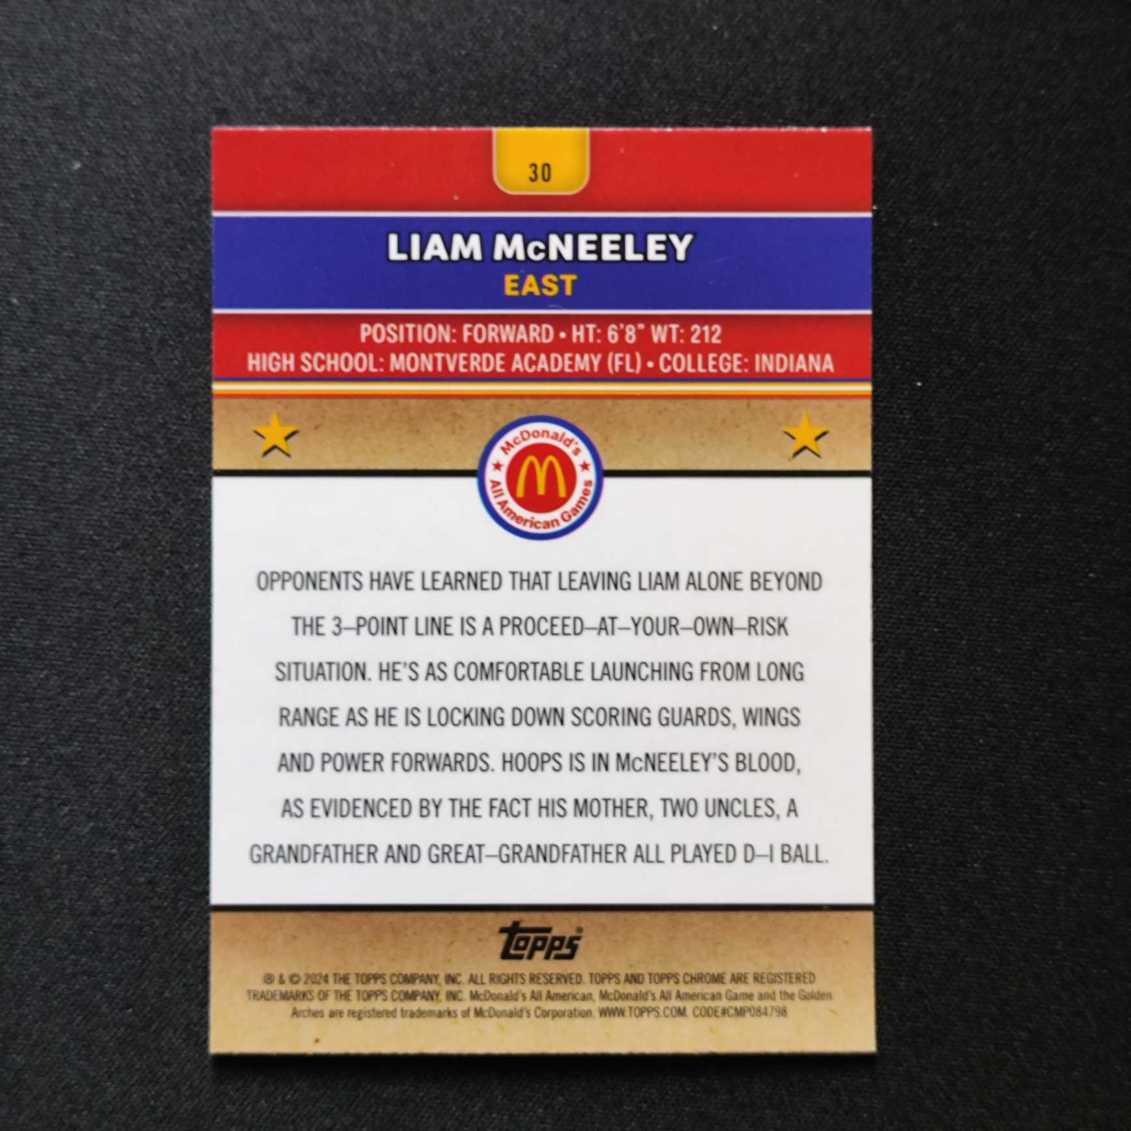 30
LIAM McNEELEY
EAST
POSITION: FORWARD • HT: 6'8" WT: 212
HIGH SCHOOL: MONTVERDE ACADEMY (FL) • COLLEGE: INDIANA
McDonald's
All American Games
OPPONENTS HAVE LEARNED THAT LEAVING LIAM ALONE BEYOND
THE 3–POINT LINE IS A PROCEED–AT–YOUR–OWN–RISK
SITUATION. HE'S AS COMFORTABLE LAUNCHING FROM LONG
RANGE AS HE IS LOCKING DOWN SCORING GUARDS, WINGS
AND POWER FORWARDS. HOOPS IS IN McNEELEY'S BLOOD,
AS EVIDENCED BY THE FACT HIS MOTHER, TWO UNCLES, A
GRANDFATHER AND GREAT–GRANDFATHER ALL PLAYED D–I BALL.
Topps®
® & © 2024 THE TOPPS COMPANY, INC. ALL RIGHTS RESERVED. TOPPS AND TOPPS CHROME ARE REGISTERED
TRADEMARKS OF THE TOPPS COMPANY, INC. McDonald's All American, McDonald's All American Game and the Golden
Arches are registered trademarks of McDonald's Corporation. WWW.TOPPS.COM. CODE#CMP084798